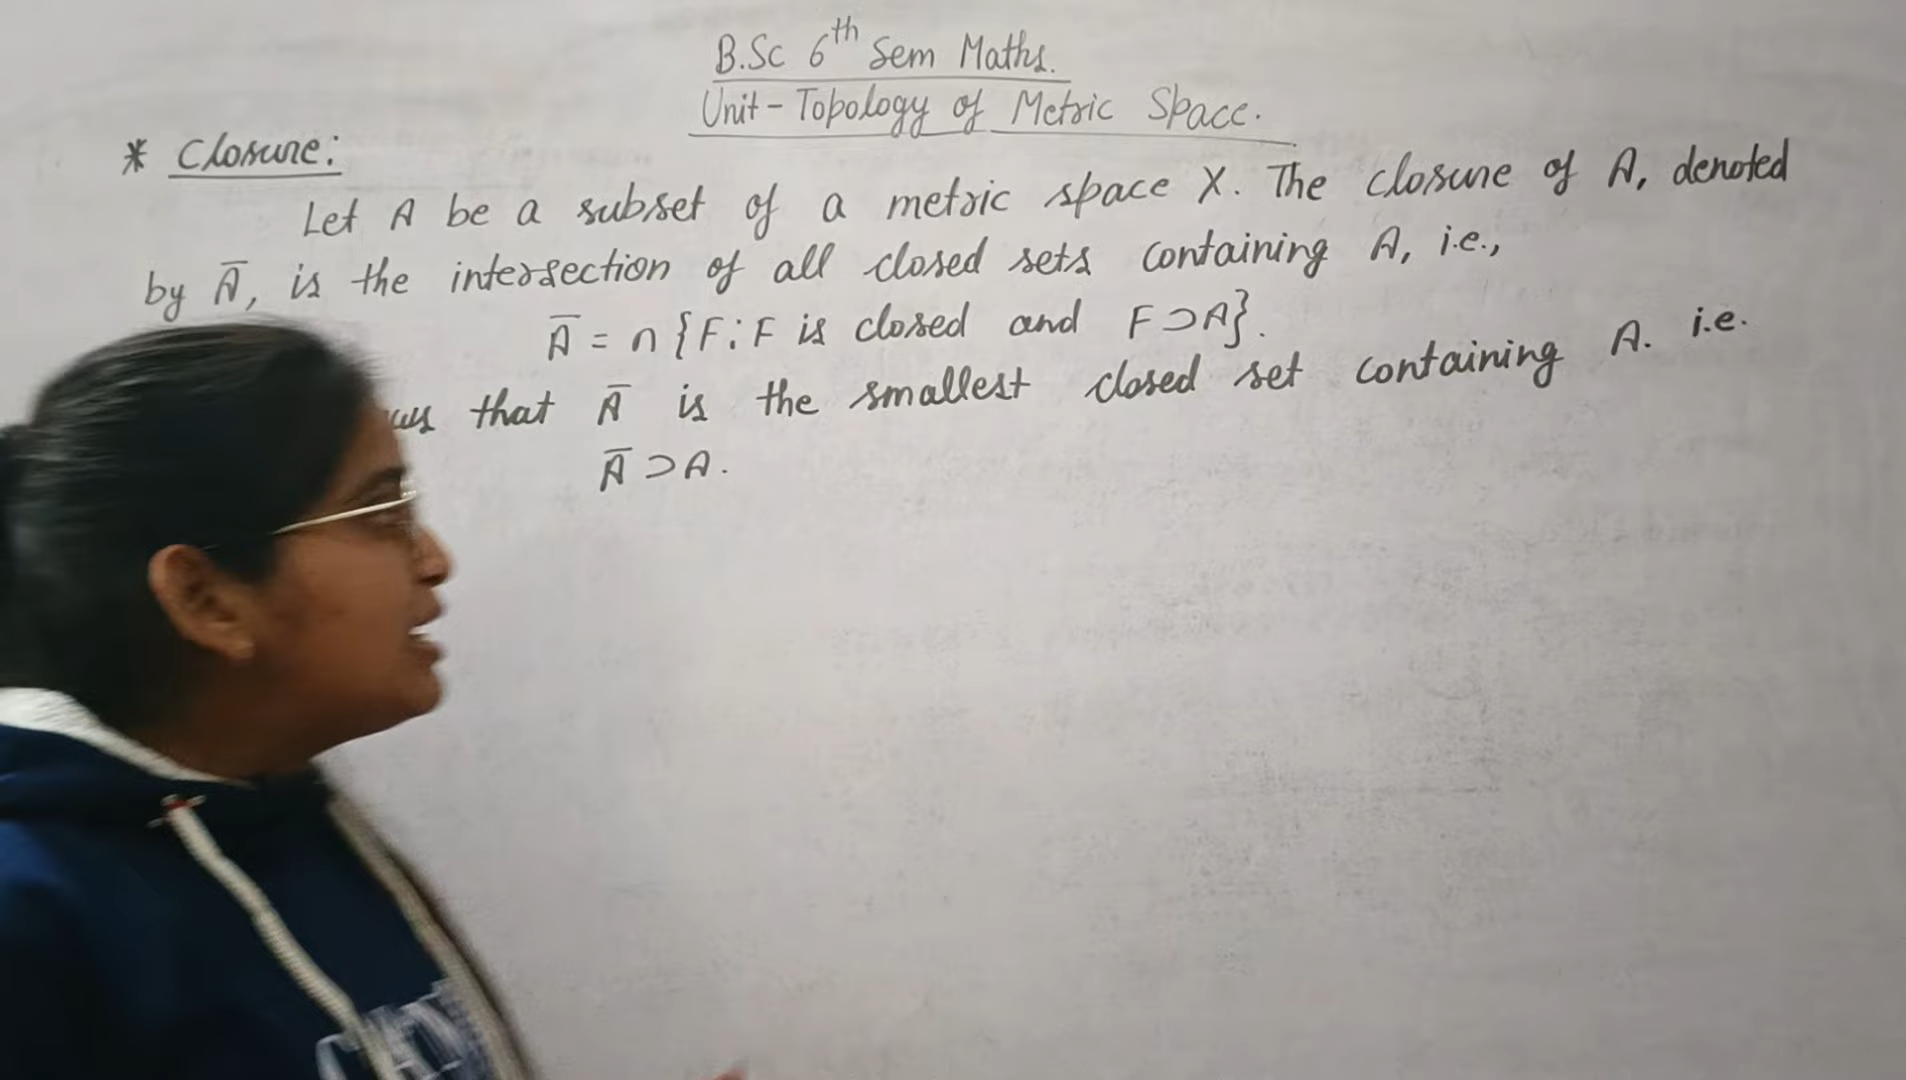 B.Sc 6th Sem Maths.
Unit - Topology of Metric Space.
* Closure:
Let A be a subset of a metric space X. The closure of A, denoted
by A̅, is the intersection of all closed sets containing A, i.e.,
A̅ = ∩ {F : F is closed and F ⊃ A}.
that A̅ is the smallest closed set containing A. i.e.
A̅ ⊃ A.